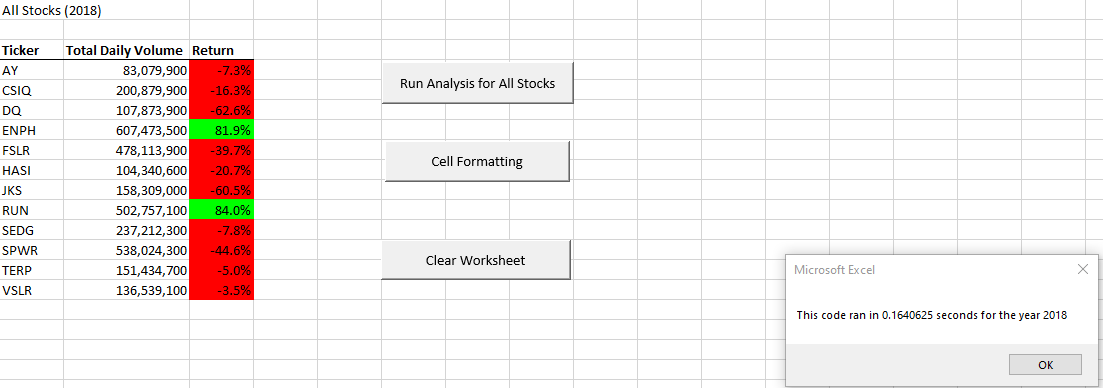 All Stocks (2018)
Ticker Total Daily Volume Return
AY 83,079,900 -7.3%
CSIQ 200,879,900 -16.3%
DQ 107,873,900 -62.6%
ENPH 607,473,500 81.9%
FSLR 478,113,900 -39.7%
HASI 104,340,600 -20.7%
JKS 158,309,000 -60.5%
RUN 502,757,100 84.0%
SEDG 237,212,300 -7.8%
SPWR 538,024,300 -44.6%
TERP 151,434,700 -5.0%
VSLR 136,539,100 -3.5%
Run Analysis for All Stocks
Cell Formatting
Clear Worksheet
Microsoft Excel
This code ran in 0.1640625 seconds for the year 2018
OK